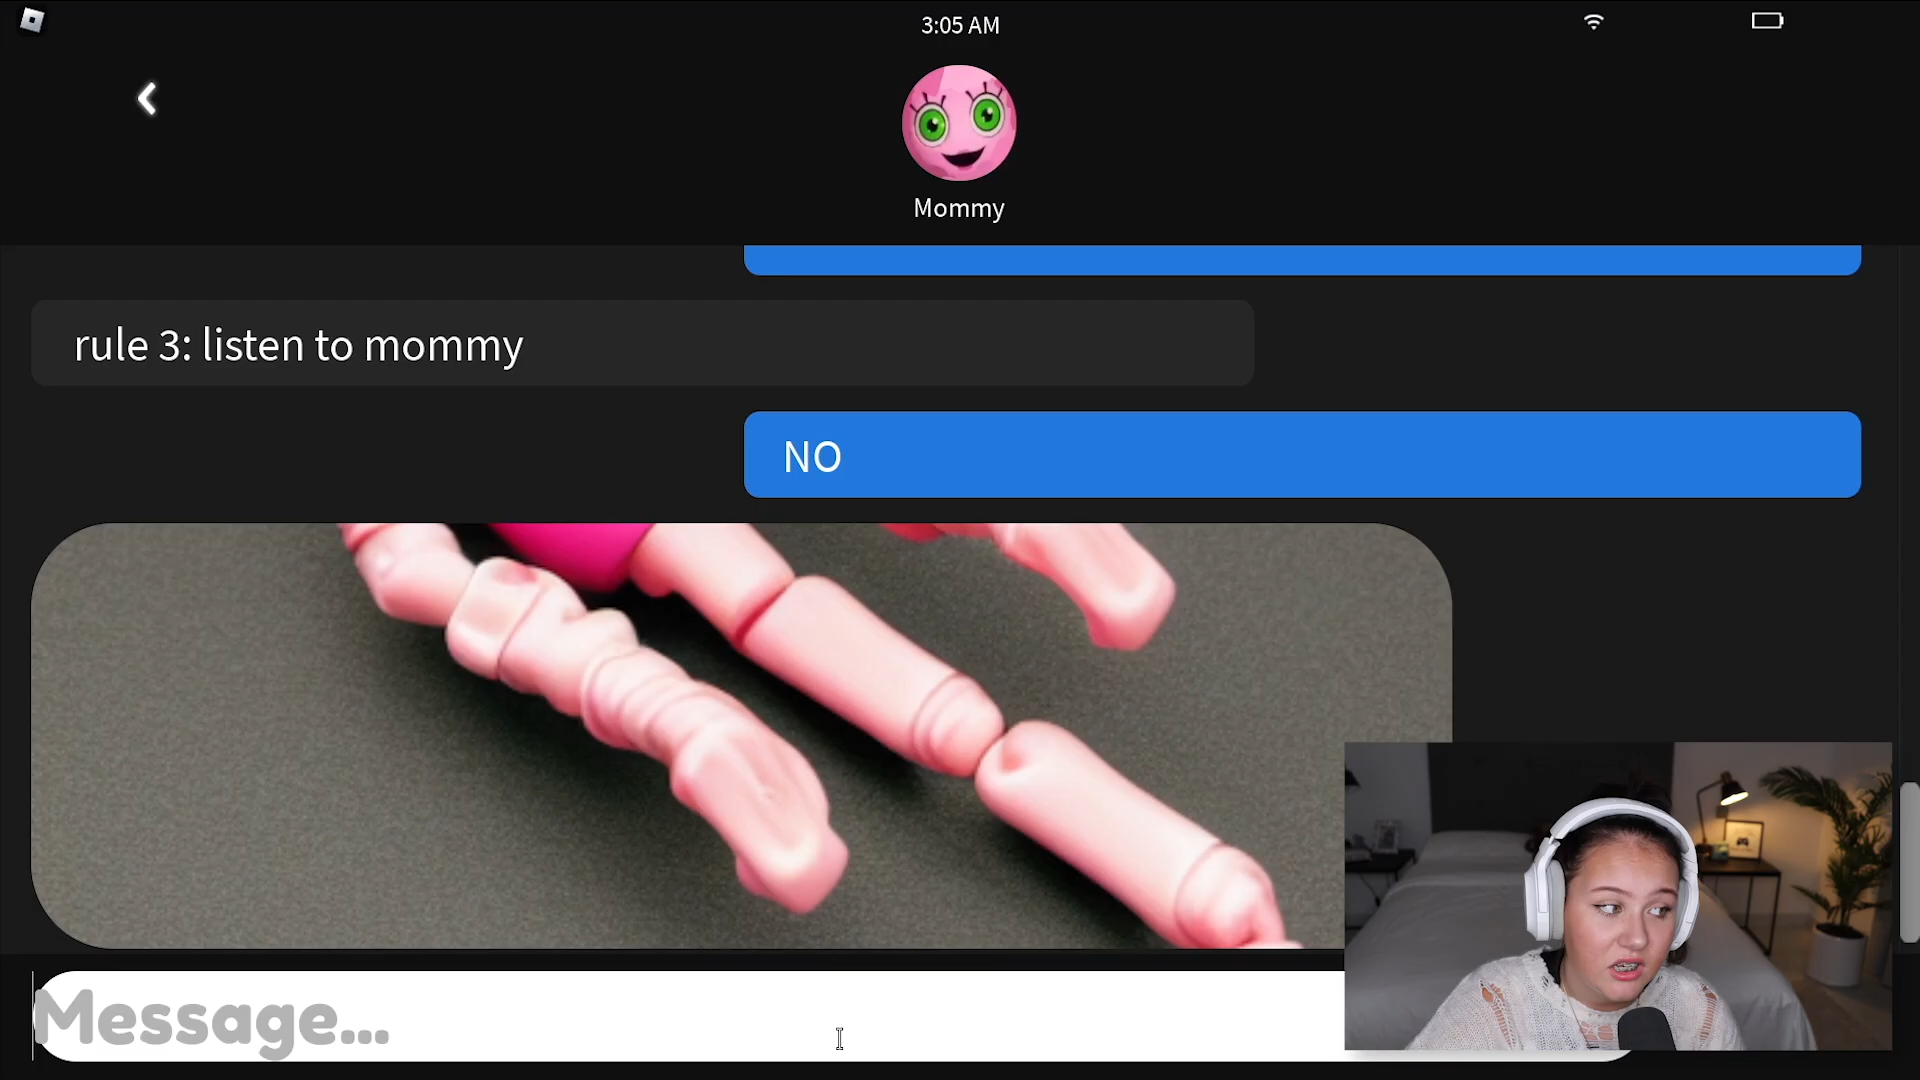 3:05 AM
Mommy
rule 3: listen to mommy
NO
Message...